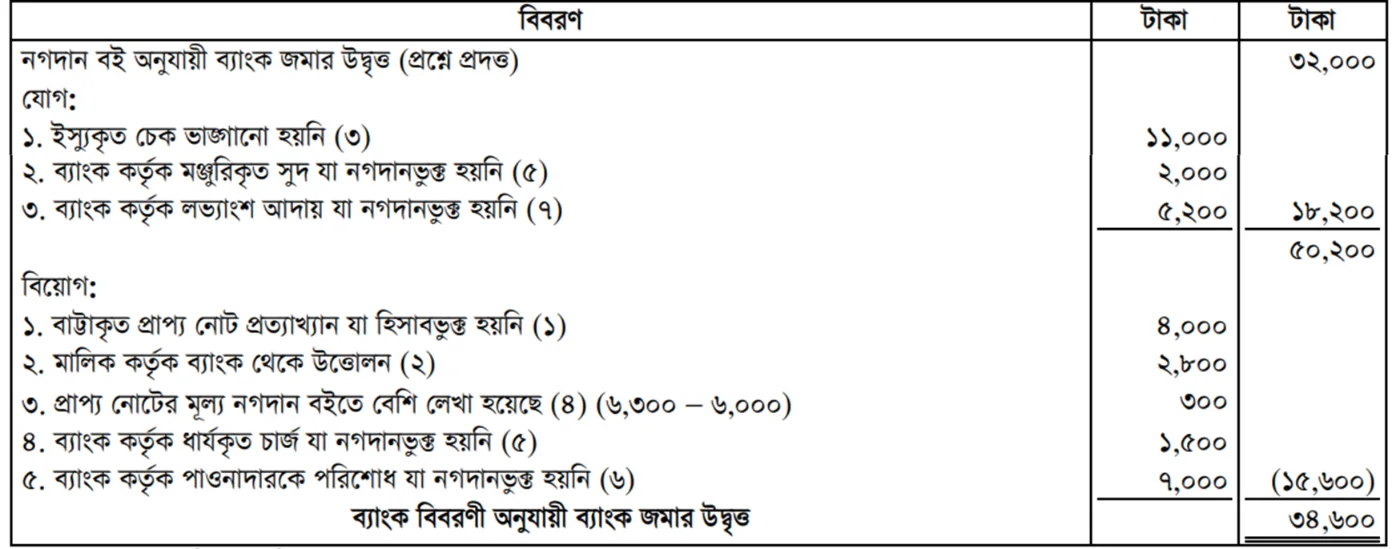 বিবরণ টাকা টাকা
নগদান বই অনুযায়ী ব্যাংক জমার উদ্বৃত্ত (প্রশ্নে প্রদত্ত) ৩২,০০০
যোগ:
১. ইস্যুকৃত চেক ভাঙ্গানো হয়নি (৩) ১১,০০০
২. ব্যাংক কর্তৃক মঞ্জুরিকৃত সুদ যা নগদানভুক্ত হয়নি (৫) ২,০০০
৩. ব্যাংক কর্তৃক লভ্যাংশ আদায় যা নগদানভুক্ত হয়নি (৭) ৫,২০০ ১৮,২০০
৫০,২০০
বিয়োগ:
১. বাট্টাকৃত প্রাপ্য নোট প্রত্যাখ্যান যা হিসাবভুক্ত হয়নি (১) ৪,০০০
২. মালিক কর্তৃক ব্যাংক থেকে উত্তোলন (২) ২,৮০০
৩. প্রাপ্য নোটের মূল্য নগদান বইতে বেশি লেখা হয়েছে (৪) (৬,৩০০ – ৬,০০০) ৩০০
৪. ব্যাংক কর্তৃক ধার্যকৃত চার্জ যা নগদানভুক্ত হয়নি (৫) ১,৫০০
৫. ব্যাংক কর্তৃক পাওনাদারকে পরিশোধ যা নগদানভুক্ত হয়নি (৬) ৭,০০০ (১৫,৬০০)
ব্যাংক বিবরণী অনুযায়ী ব্যাংক জমার উদ্বৃত্ত ৩৪,৬০০